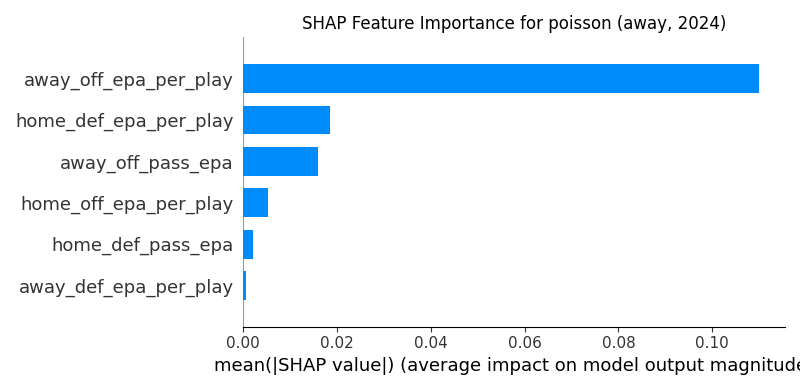 SHAP Feature Importance for poisson (away, 2024)
away_off_epa_per_play
home_def_epa_per_play
away_off_pass_epa
home_off_epa_per_play
home_def_pass_epa
away_def_epa_per_play
0.00 0.02 0.04 0.06 0.08 0.10
mean(|SHAP value|) (average impact on model output magnitude